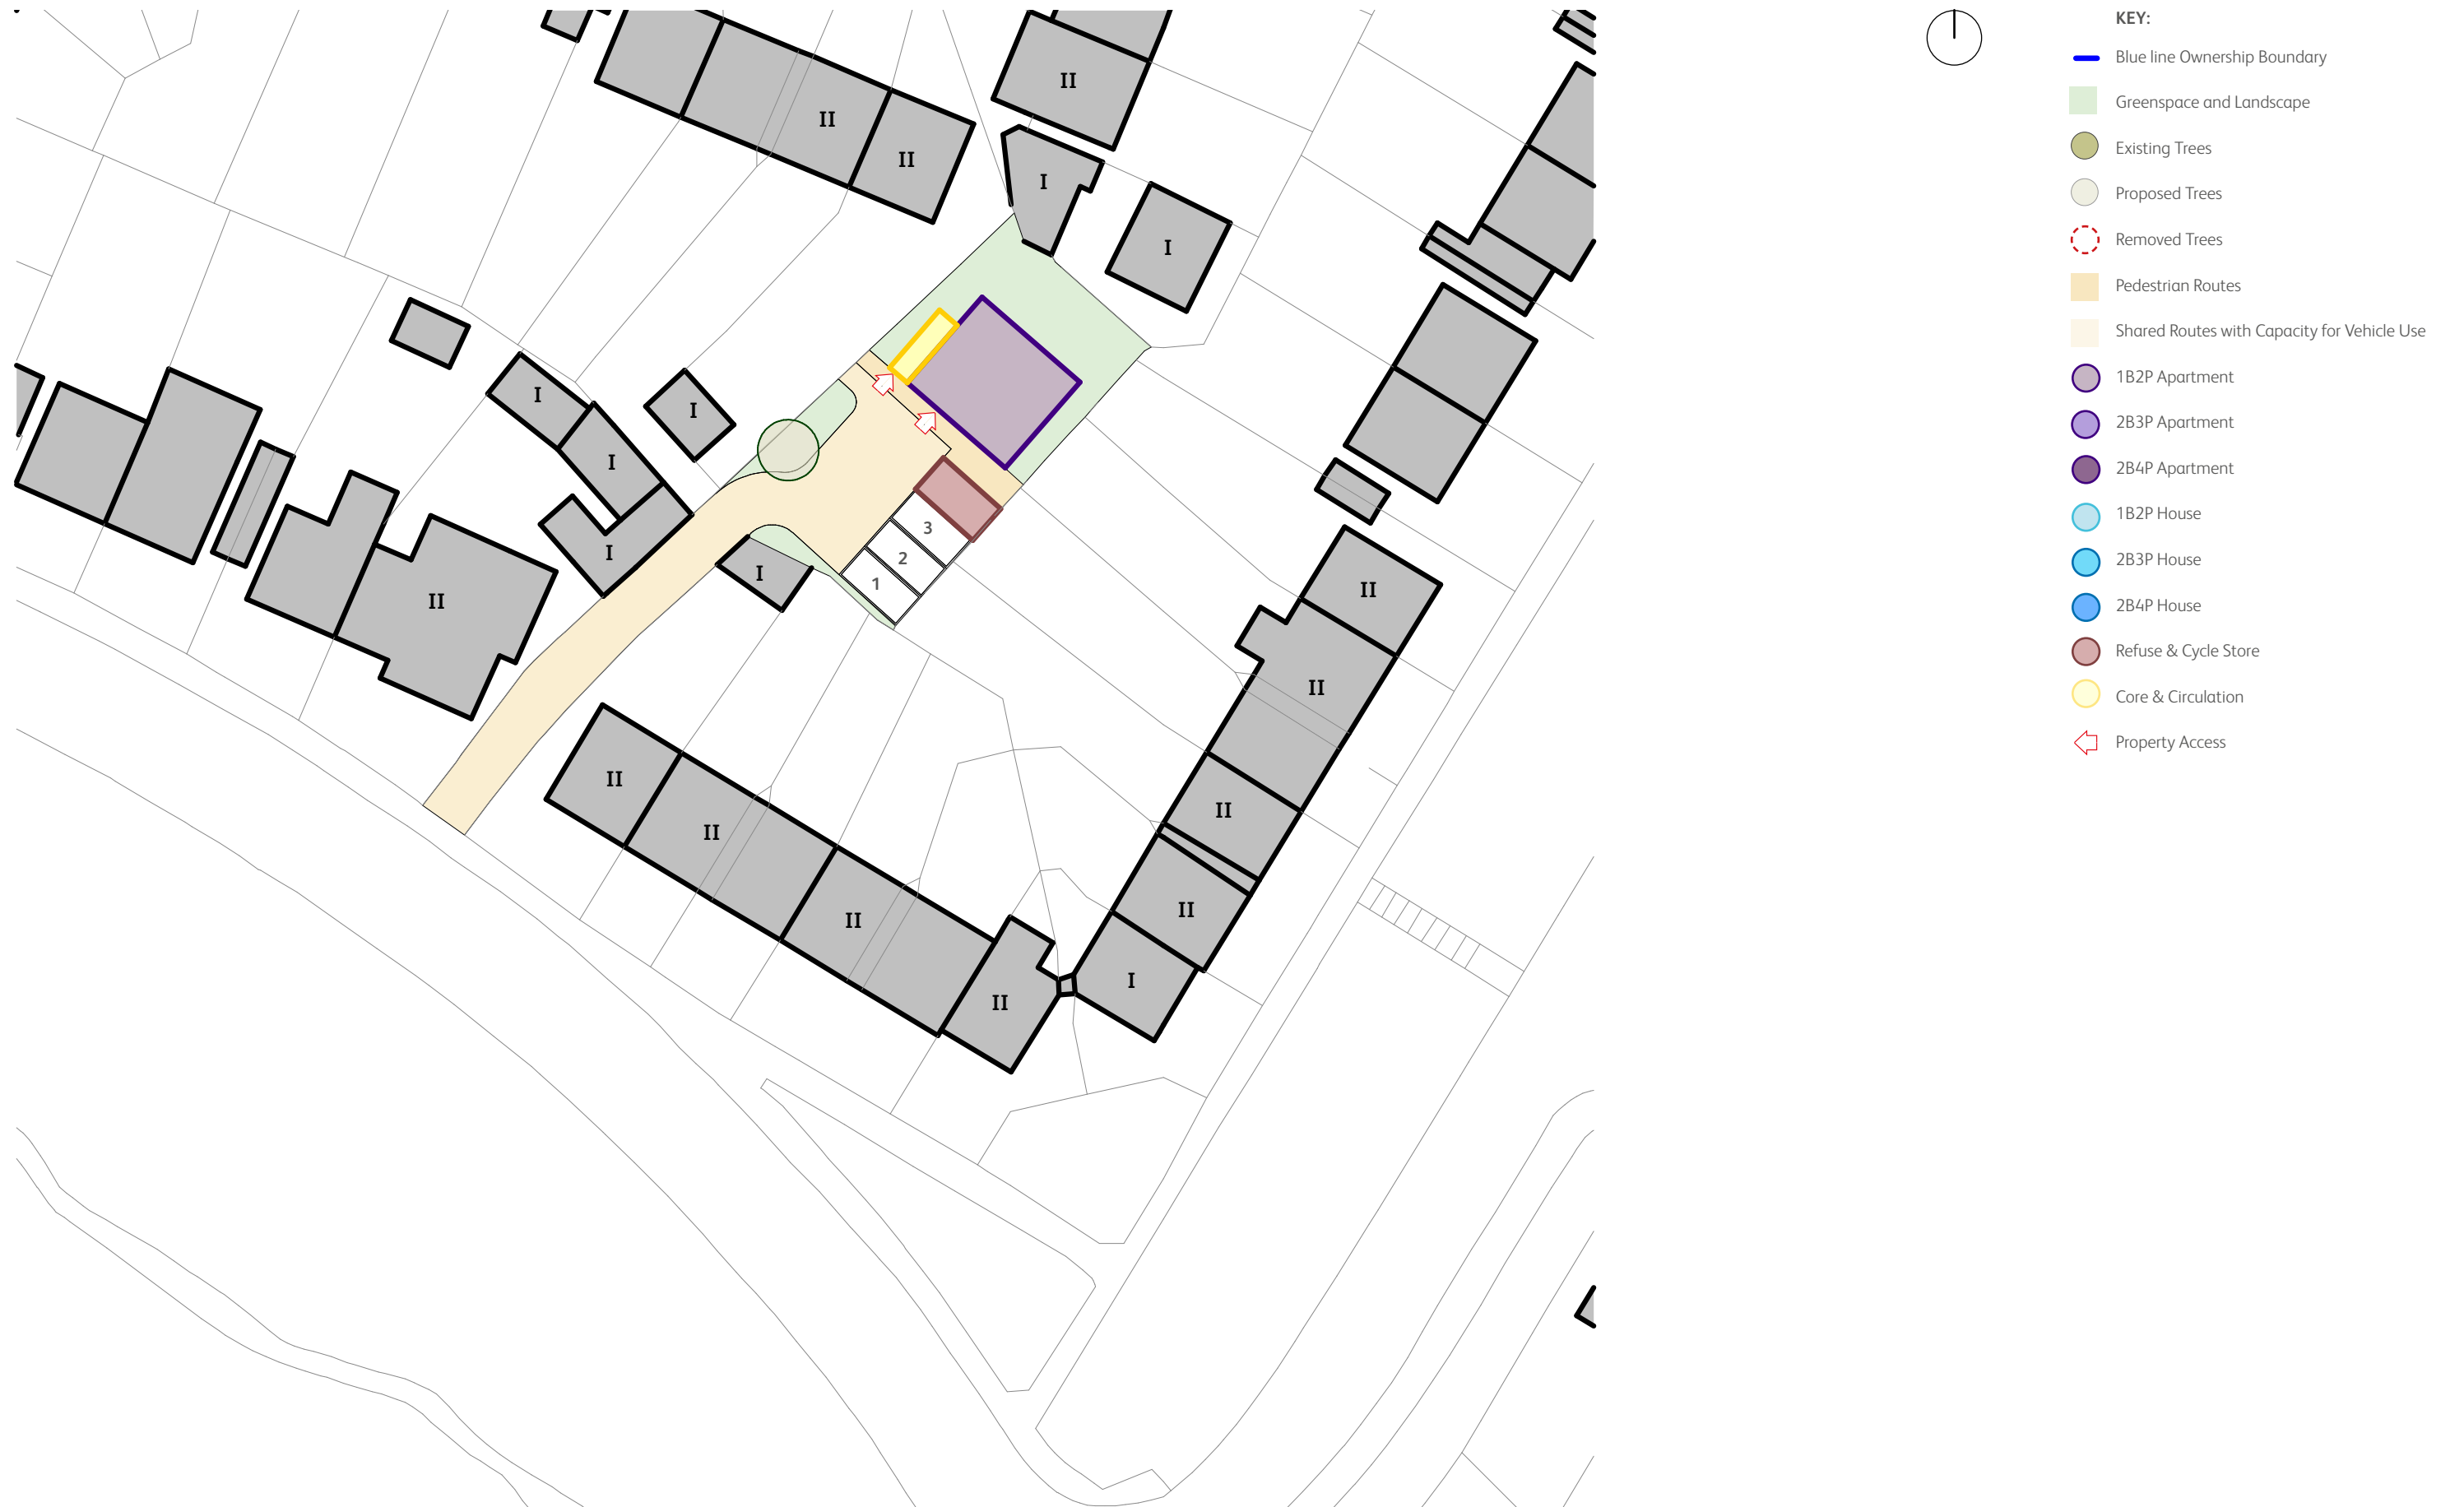 KEY:
Blue line Ownership Boundary
Greenspace and Landscape
Existing Trees
Proposed Trees
Removed Trees
Pedestrian Routes
Shared Routes with Capacity for Vehicle Use
1B2P Apartment
2B3P Apartment
2B4P Apartment
1B2P House
2B3P House
2B4P House
Refuse & Cycle Store
Core & Circulation
Property Access
II
II
II
I
I
I
I
I
I
II
I
3
2
1
II
II
II
II
II
II
II
II
I
II